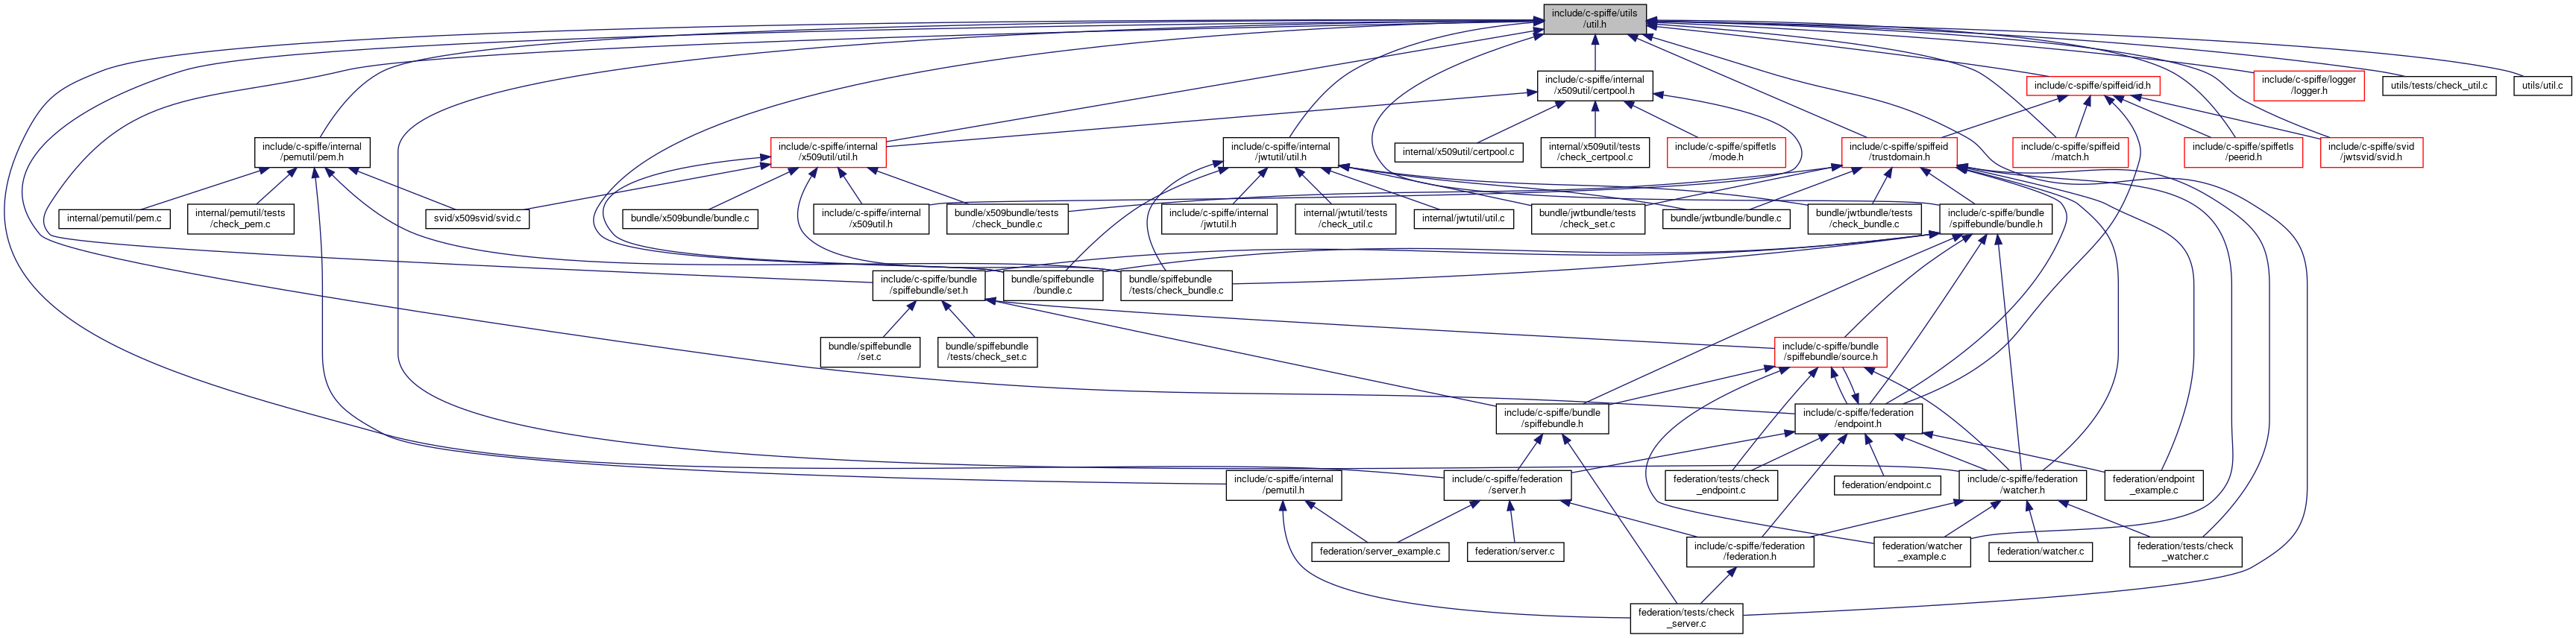 include/c-spiffe/utils
/util.h
include/c-spiffe/internal
/x509util/certpool.h
include/c-spiffe/spiffeid/id.h
include/c-spiffe/logger
/logger.h
utils/tests/check_util.c
utils/util.c
include/c-spiffe/internal
/pemutil/pem.h
include/c-spiffe/internal
/x509util/util.h
include/c-spiffe/internal
/jwtutil/util.h
internal/x509util/certpool.c
internal/x509util/tests
/check_certpool.c
include/c-spiffe/spiffetls
/mode.h
include/c-spiffe/spiffeid
/trustdomain.h
include/c-spiffe/spiffeid
/match.h
include/c-spiffe/spiffetls
/peerid.h
include/c-spiffe/svid
/jwtsvid/svid.h
internal/pemutil/pem.c
internal/pemutil/tests
/check_pem.c
svid/x509svid/svid.c
bundle/x509bundle/bundle.c
include/c-spiffe/internal
/x509util.h
bundle/x509bundle/tests
/check_bundle.c
include/c-spiffe/internal
/jwtutil.h
internal/jwtutil/tests
/check_util.c
internal/jwtutil/util.c
bundle/jwtbundle/tests
/check_set.c
bundle/jwtbundle/bundle.c
bundle/jwtbundle/tests
/check_bundle.c
include/c-spiffe/bundle
/spiffebundle/bundle.h
include/c-spiffe/bundle
/spiffebundle/set.h
bundle/spiffebundle
/bundle.c
bundle/spiffebundle
/tests/check_bundle.c
bundle/spiffebundle
/set.c
bundle/spiffebundle
/tests/check_set.c
include/c-spiffe/bundle
/spiffebundle/source.h
include/c-spiffe/bundle
/spiffebundle.h
include/c-spiffe/federation
/endpoint.h
include/c-spiffe/internal
/pemutil.h
include/c-spiffe/federation
/server.h
federation/tests/check
_endpoint.c
federation/endpoint.c
include/c-spiffe/federation
/watcher.h
federation/endpoint
_example.c
federation/server_example.c
federation/server.c
include/c-spiffe/federation
/federation.h
federation/watcher
_example.c
federation/watcher.c
federation/tests/check
_watcher.c
federation/tests/check
_server.c